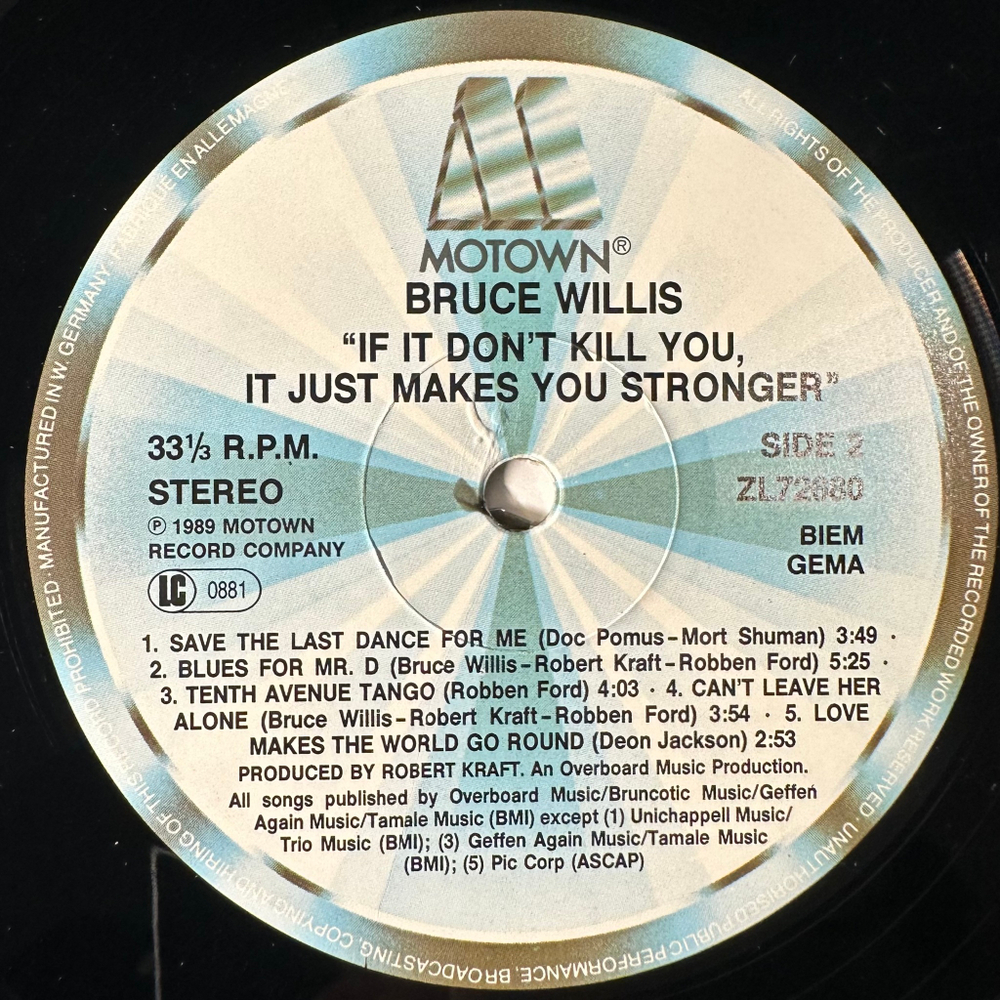 MOTOWN®
BRUCE WILLIS
“IF IT DON’T KILL YOU,
IT JUST MAKES YOU STRONGER”
33⅓ R.P.M.
STEREO
℗ 1989 MOTOWN
RECORD COMPANY
LC 0881
SIDE 2
ZL72680
BIEM
GEMA
1. SAVE THE LAST DANCE FOR ME (Doc Pomus–Mort Shuman) 3:49 ·
2. BLUES FOR MR. D (Bruce Willis–Robert Kraft–Robben Ford) 5:25 ·
3. TENTH AVENUE TANGO (Robben Ford) 4:03 · 4. CAN’T LEAVE HER
ALONE (Bruce Willis–Robert Kraft–Robben Ford) 3:54 · 5. LOVE
MAKES THE WORLD GO ROUND (Deon Jackson) 2:53
PRODUCED BY ROBERT KRAFT. An Overboard Music Production.
All songs published by Overboard Music/Bruncotic Music/Geffen
Again Music/Tamale Music (BMI) except (1) Unichappell Music/
Trio Music (BMI); (3) Geffen Again Music/Tamale Music
(BMI); (5) Pic Corp (ASCAP)
ALL RIGHTS OF THE PRODUCER AND OF THE OWNER OF THE RECORDED WORK RESERVED · UNAUTHORISED PUBLIC PERFORMANCE, BROADCASTING, COPYING AND HIRING OF THIS RECORD PROHIBITED · MANUFACTURED IN W. GERMANY · FABRIQUÉ EN ALLEMAGNE